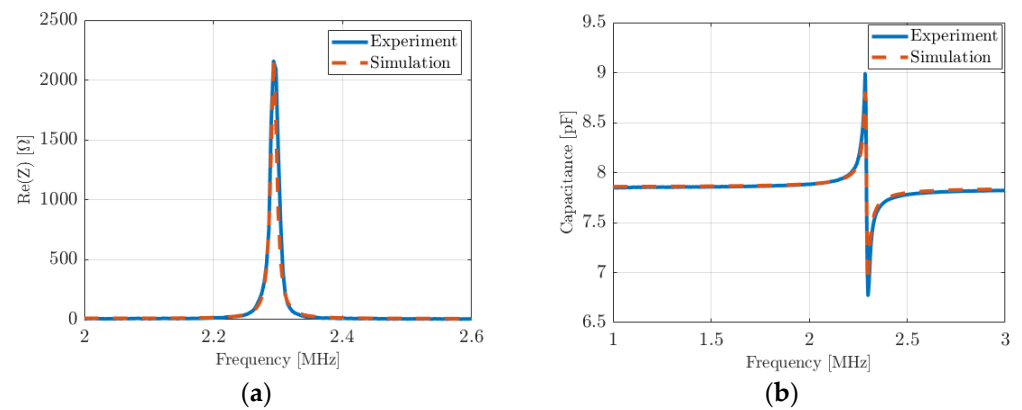 2500
2000
1500
1000
500
0
Re(Z) [Ω]
Experiment
Simulation
2
2.2
2.4
2.6
Frequency [MHz]
(a)
9.5
9
8.5
8
7.5
7
6.5
Capacitance [pF]
Experiment
Simulation
1
1.5
2
2.5
3
Frequency [MHz]
(b)